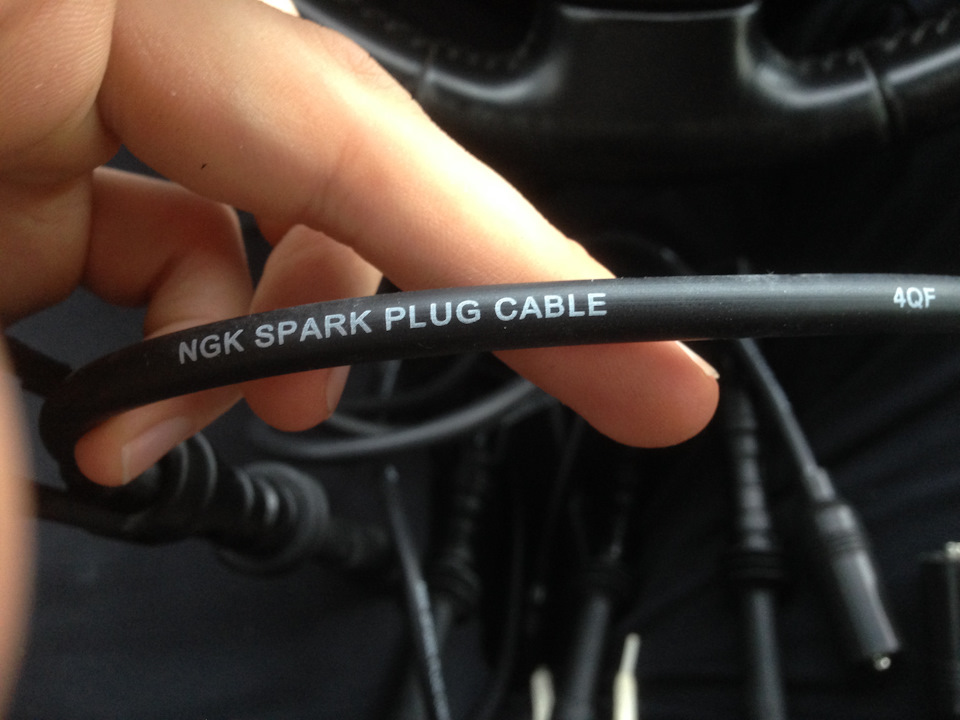 NGK SPARK PLUG CABLE 4QF